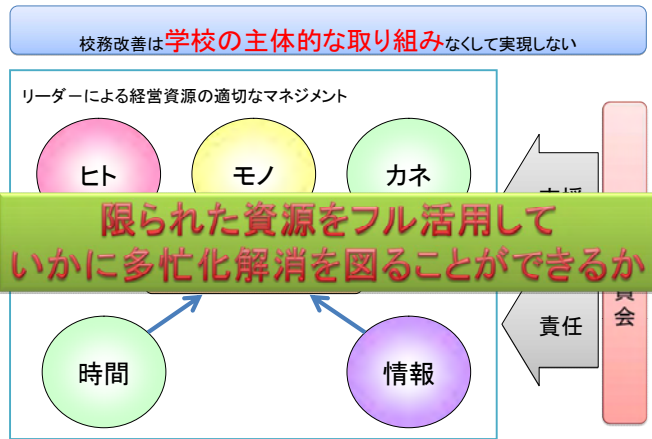 校務改善は学校の主体的な取り組みなくして実現しない
リーダーによる経営資源の適切なマネジメント
ヒト
モノ
カネ
限られた資源をフル活用して
いかに多忙化解消を図ることができるか
時間
情報
責任
会